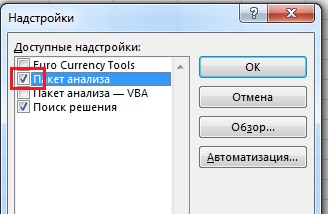 Надстройки
Доступные надстройки:
Euro Currency Tools
Пакет анализа
Пакет анализа — VBA
Поиск решения
ОК
Отмена
Обзор...
Автоматизация...